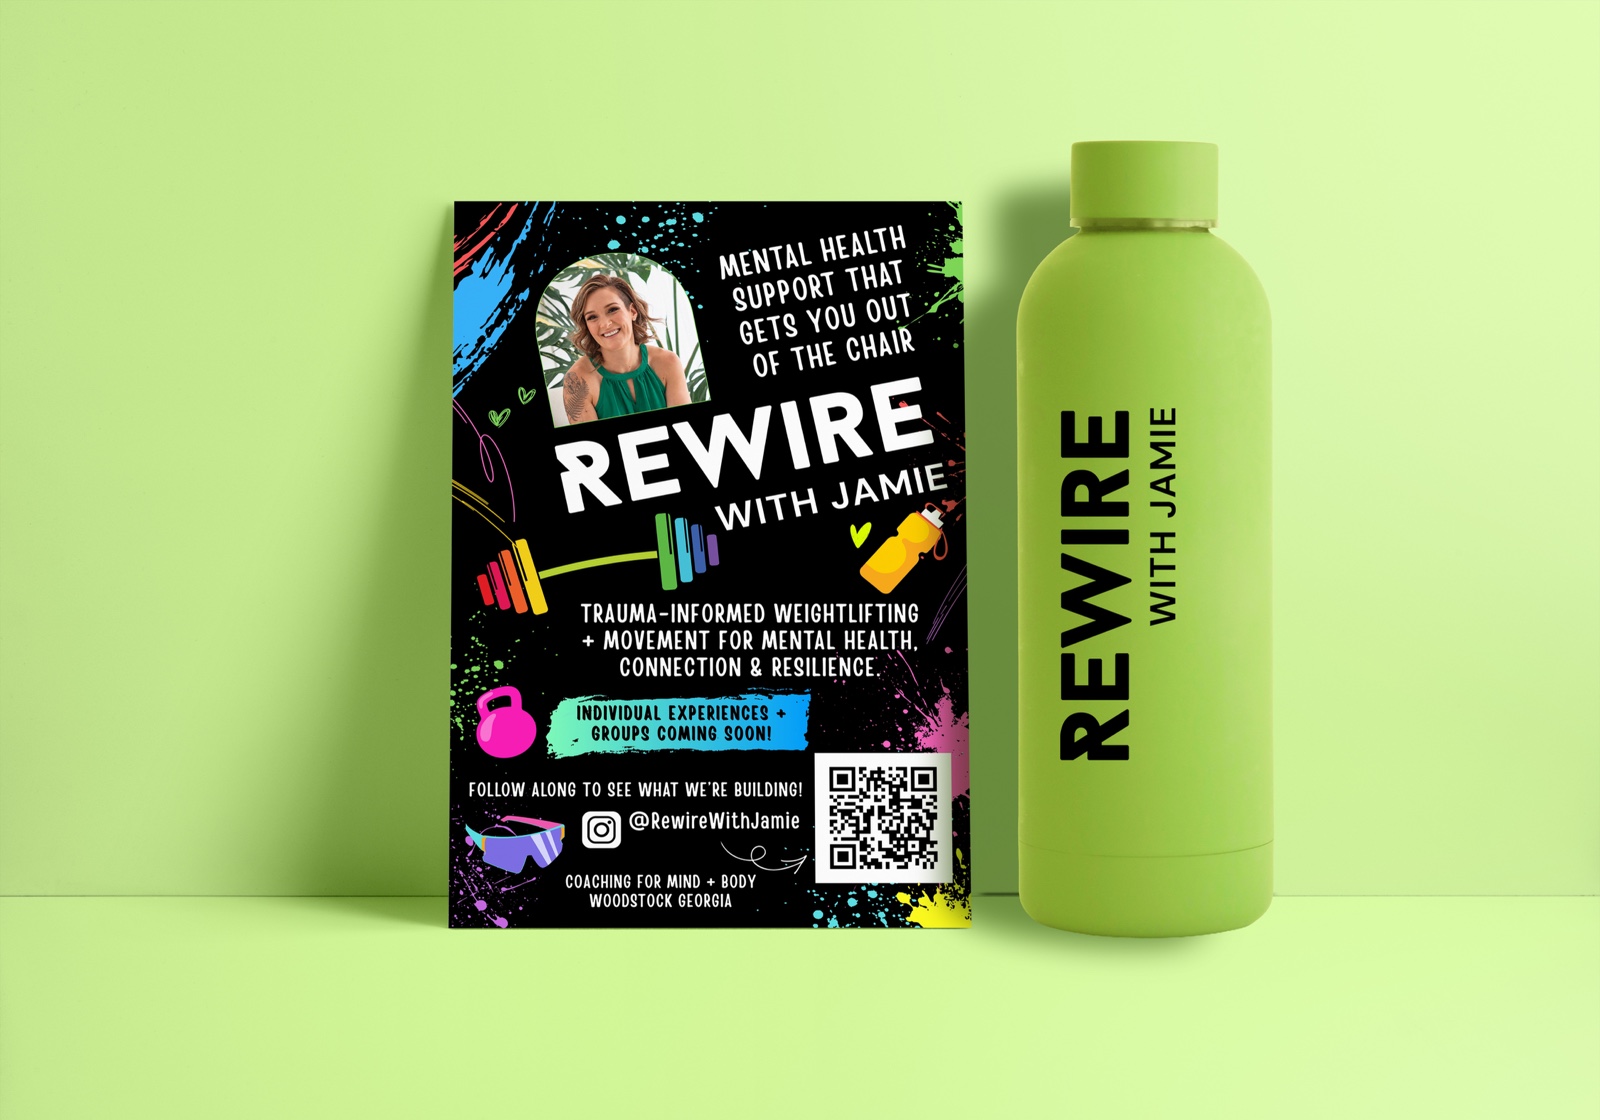 MENTAL HEALTH
SUPPORT THAT
GETS YOU OUT
OF THE CHAIR
REWIRE
WITH JAMIE
TRAUMA-INFORMED WEIGHTLIFTING
+ MOVEMENT FOR MENTAL HEALTH,
CONNECTION & RESILIENCE.
INDIVIDUAL EXPERIENCES +
GROUPS COMING SOON!
FOLLOW ALONG TO SEE WHAT WE'RE BUILDING!
@RewireWithJamie
COACHING FOR MIND + BODY
WOODSTOCK GEORGIA
REWIRE
WITH JAMIE